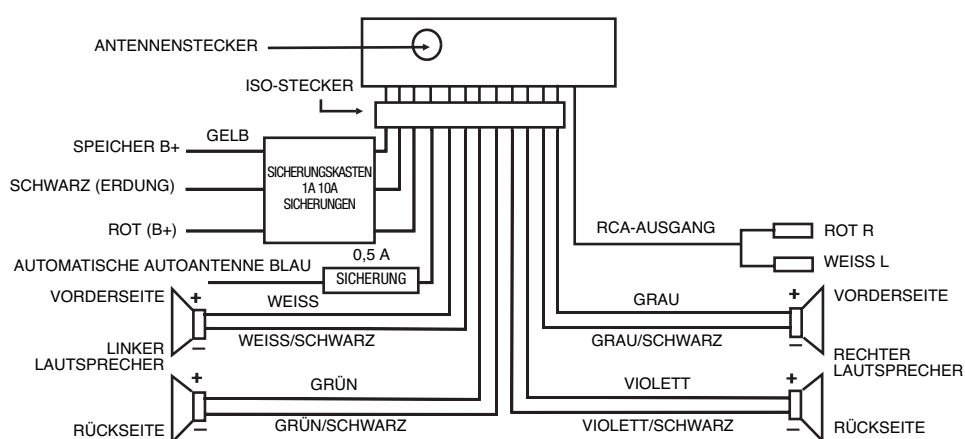 ANTENNENSTECKER
ISO-STECKER
GELB
SPEICHER B+
SCHWARZ (ERDUNG)
ROT (B+)
SICHERUNGSKASTEN
1A 10A
SICHERUNGEN
0,5 A
AUTOMATISCHE AUTOANTENNE BLAU
SICHERUNG
RCA-AUSGANG
ROT R
WEISS L
VORDERSEITE
+
WEISS
–
WEISS/SCHWARZ
LINKER
LAUTSPRECHER
+
GRÜN
–
GRÜN/SCHWARZ
RÜCKSEITE
GRAU
+
VORDERSEITE
GRAU/SCHWARZ
–
RECHTER
LAUTSPRECHER
VIOLETT
+
VIOLETT/SCHWARZ
–
RÜCKSEITE